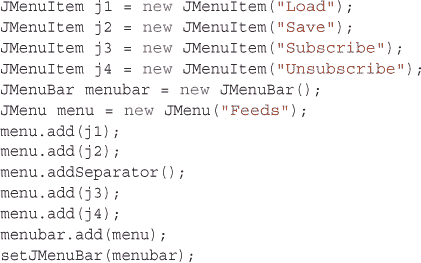 JMenuItem j1 = new JMenuItem("Load");
JMenuItem j2 = new JMenuItem("Save");
JMenuItem j3 = new JMenuItem("Subscribe");
JMenuItem j4 = new JMenuItem("Unsubscribe");
JMenuBar menubar = new JMenuBar();
JMenu menu = new JMenu("Feeds");
menu.add(j1);
menu.add(j2);
menu.addSeparator();
menu.add(j3);
menu.add(j4);
menubar.add(menu);
setJMenuBar(menubar);